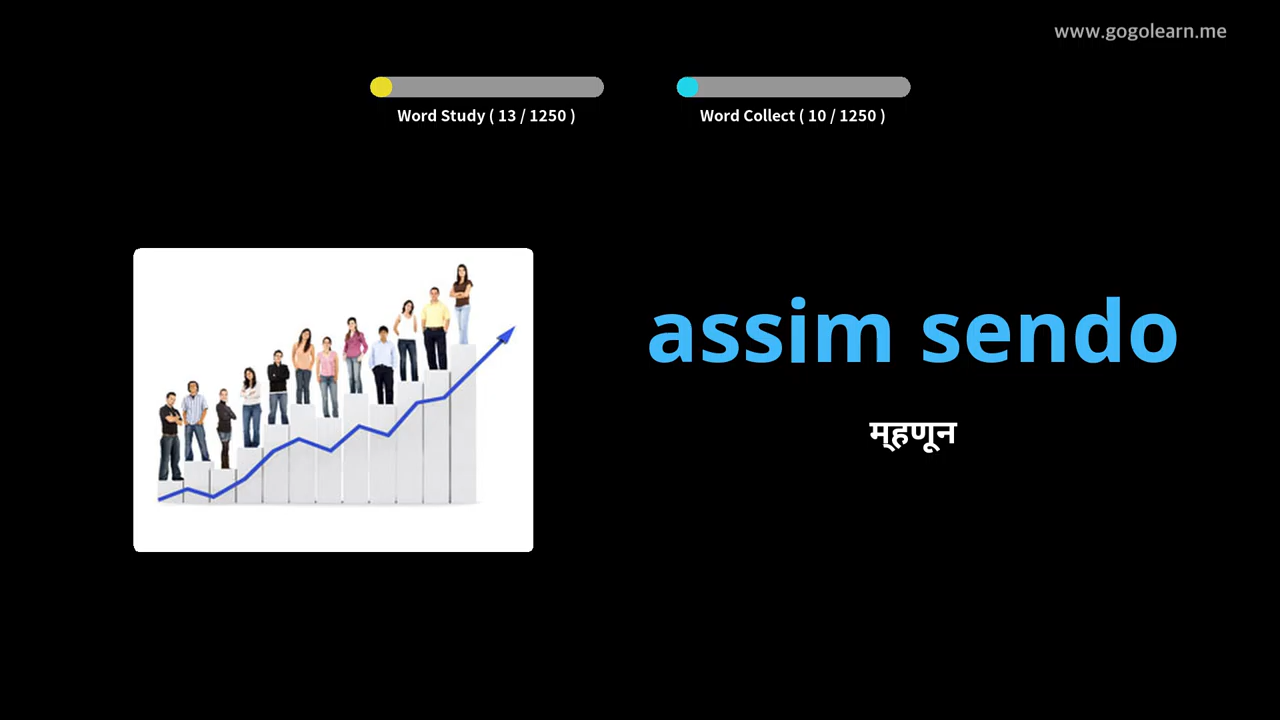 www.gogolearn.me
Word Study ( 13 / 1250 )
Word Collect ( 10 / 1250 )
assim sendo
म्हणून